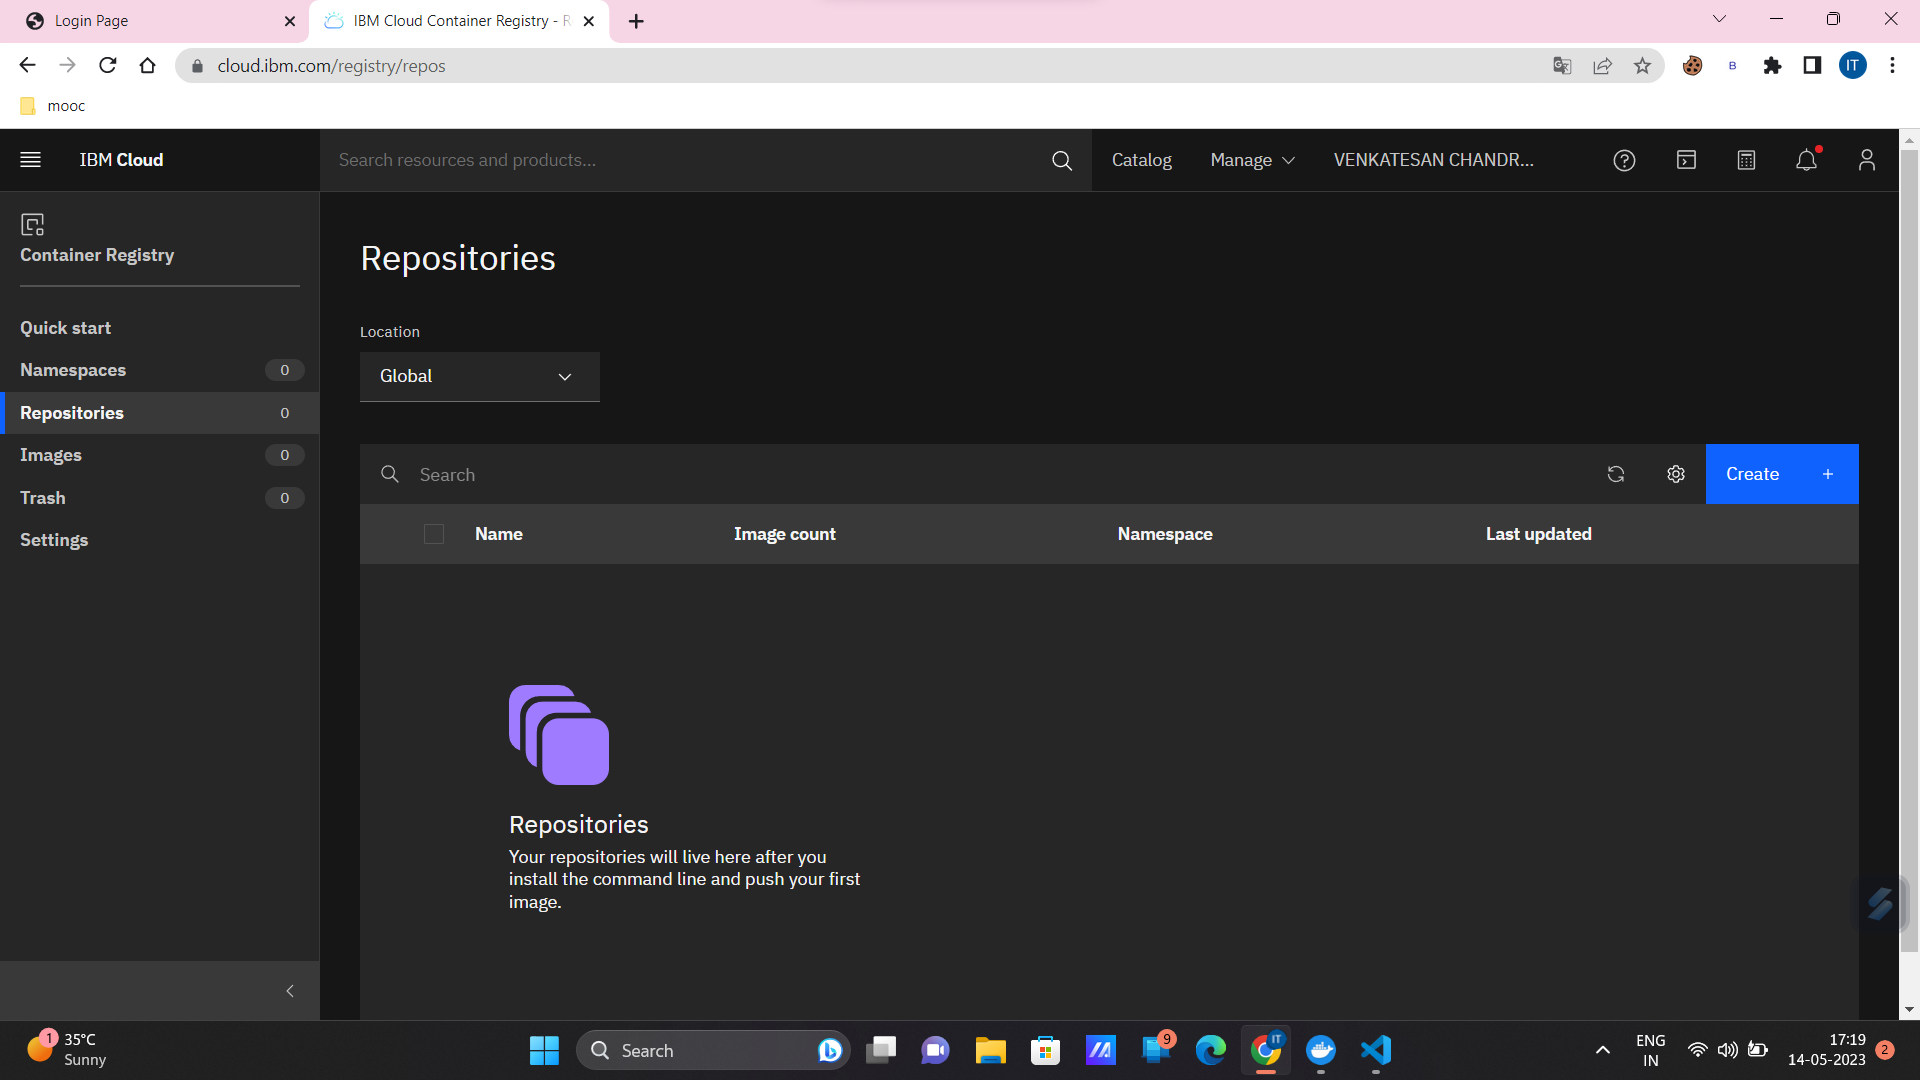 Login Page
IBM Cloud Container Registry - R
cloud.ibm.com/registry/repos
B
IT
mooc
IBM Cloud
Search resources and products...
Catalog
Manage
VENKATESAN CHANDR...
Container Registry
Quick start
Namespaces 0
Repositories 0
Images 0
Trash 0
Settings
Repositories
Location
Global
Search
Create +
Name Image count Namespace Last updated
Repositories
Your repositories will live here after you
install the command line and push your first
image.
1
35°C
Sunny
Search
9
IT
ENG
IN
17:19
14-05-2023
2